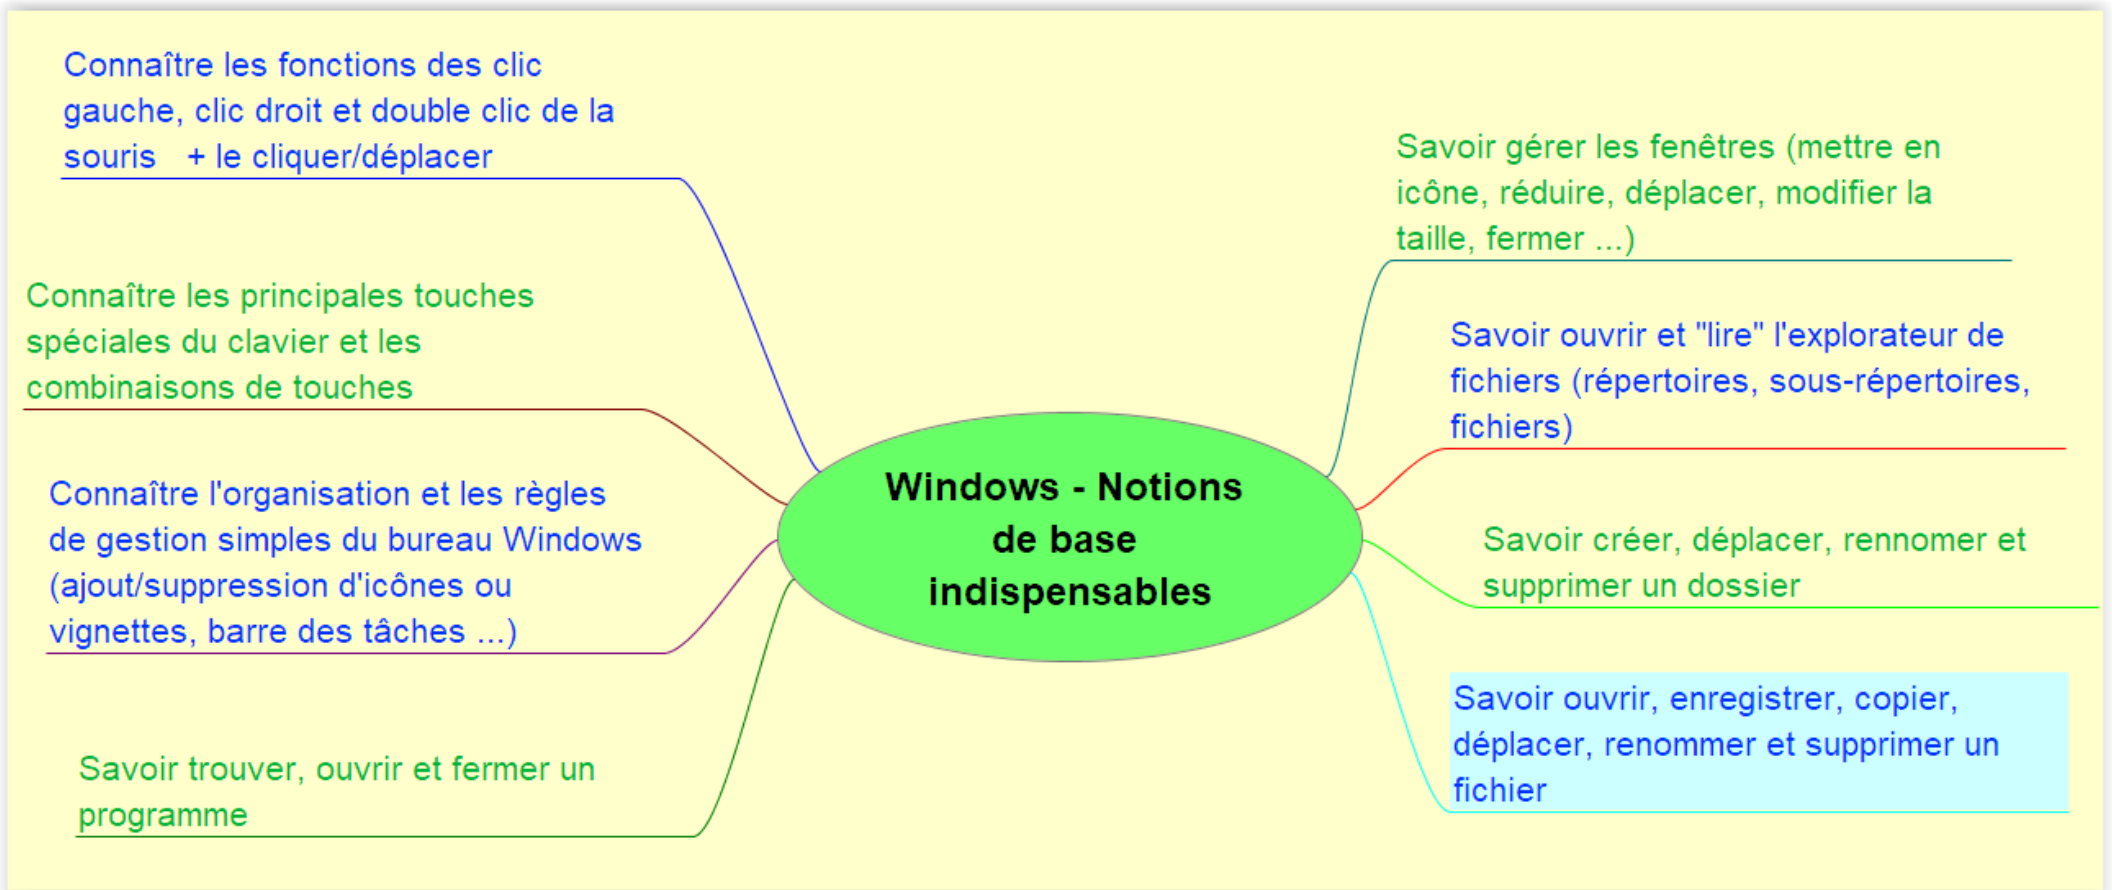 Connaître les fonctions des clic
gauche, clic droit et double clic de la
souris + le cliquer/déplacer
Connaître les principales touches
spéciales du clavier et les
combinaisons de touches
Connaître l'organisation et les règles
de gestion simples du bureau Windows
(ajout/suppression d'icônes ou
vignettes, barre des tâches ...)
Savoir trouver, ouvrir et fermer un
programme
Windows - Notions
de base
indispensables
Savoir gérer les fenêtres (mettre en
icône, réduire, déplacer, modifier la
taille, fermer ...)
Savoir ouvrir et "lire" l'explorateur de
fichiers (répertoires, sous-répertoires,
fichiers)
Savoir créer, déplacer, rennomer et
supprimer un dossier
Savoir ouvrir, enregistrer, copier,
déplacer, renommer et supprimer un
fichier